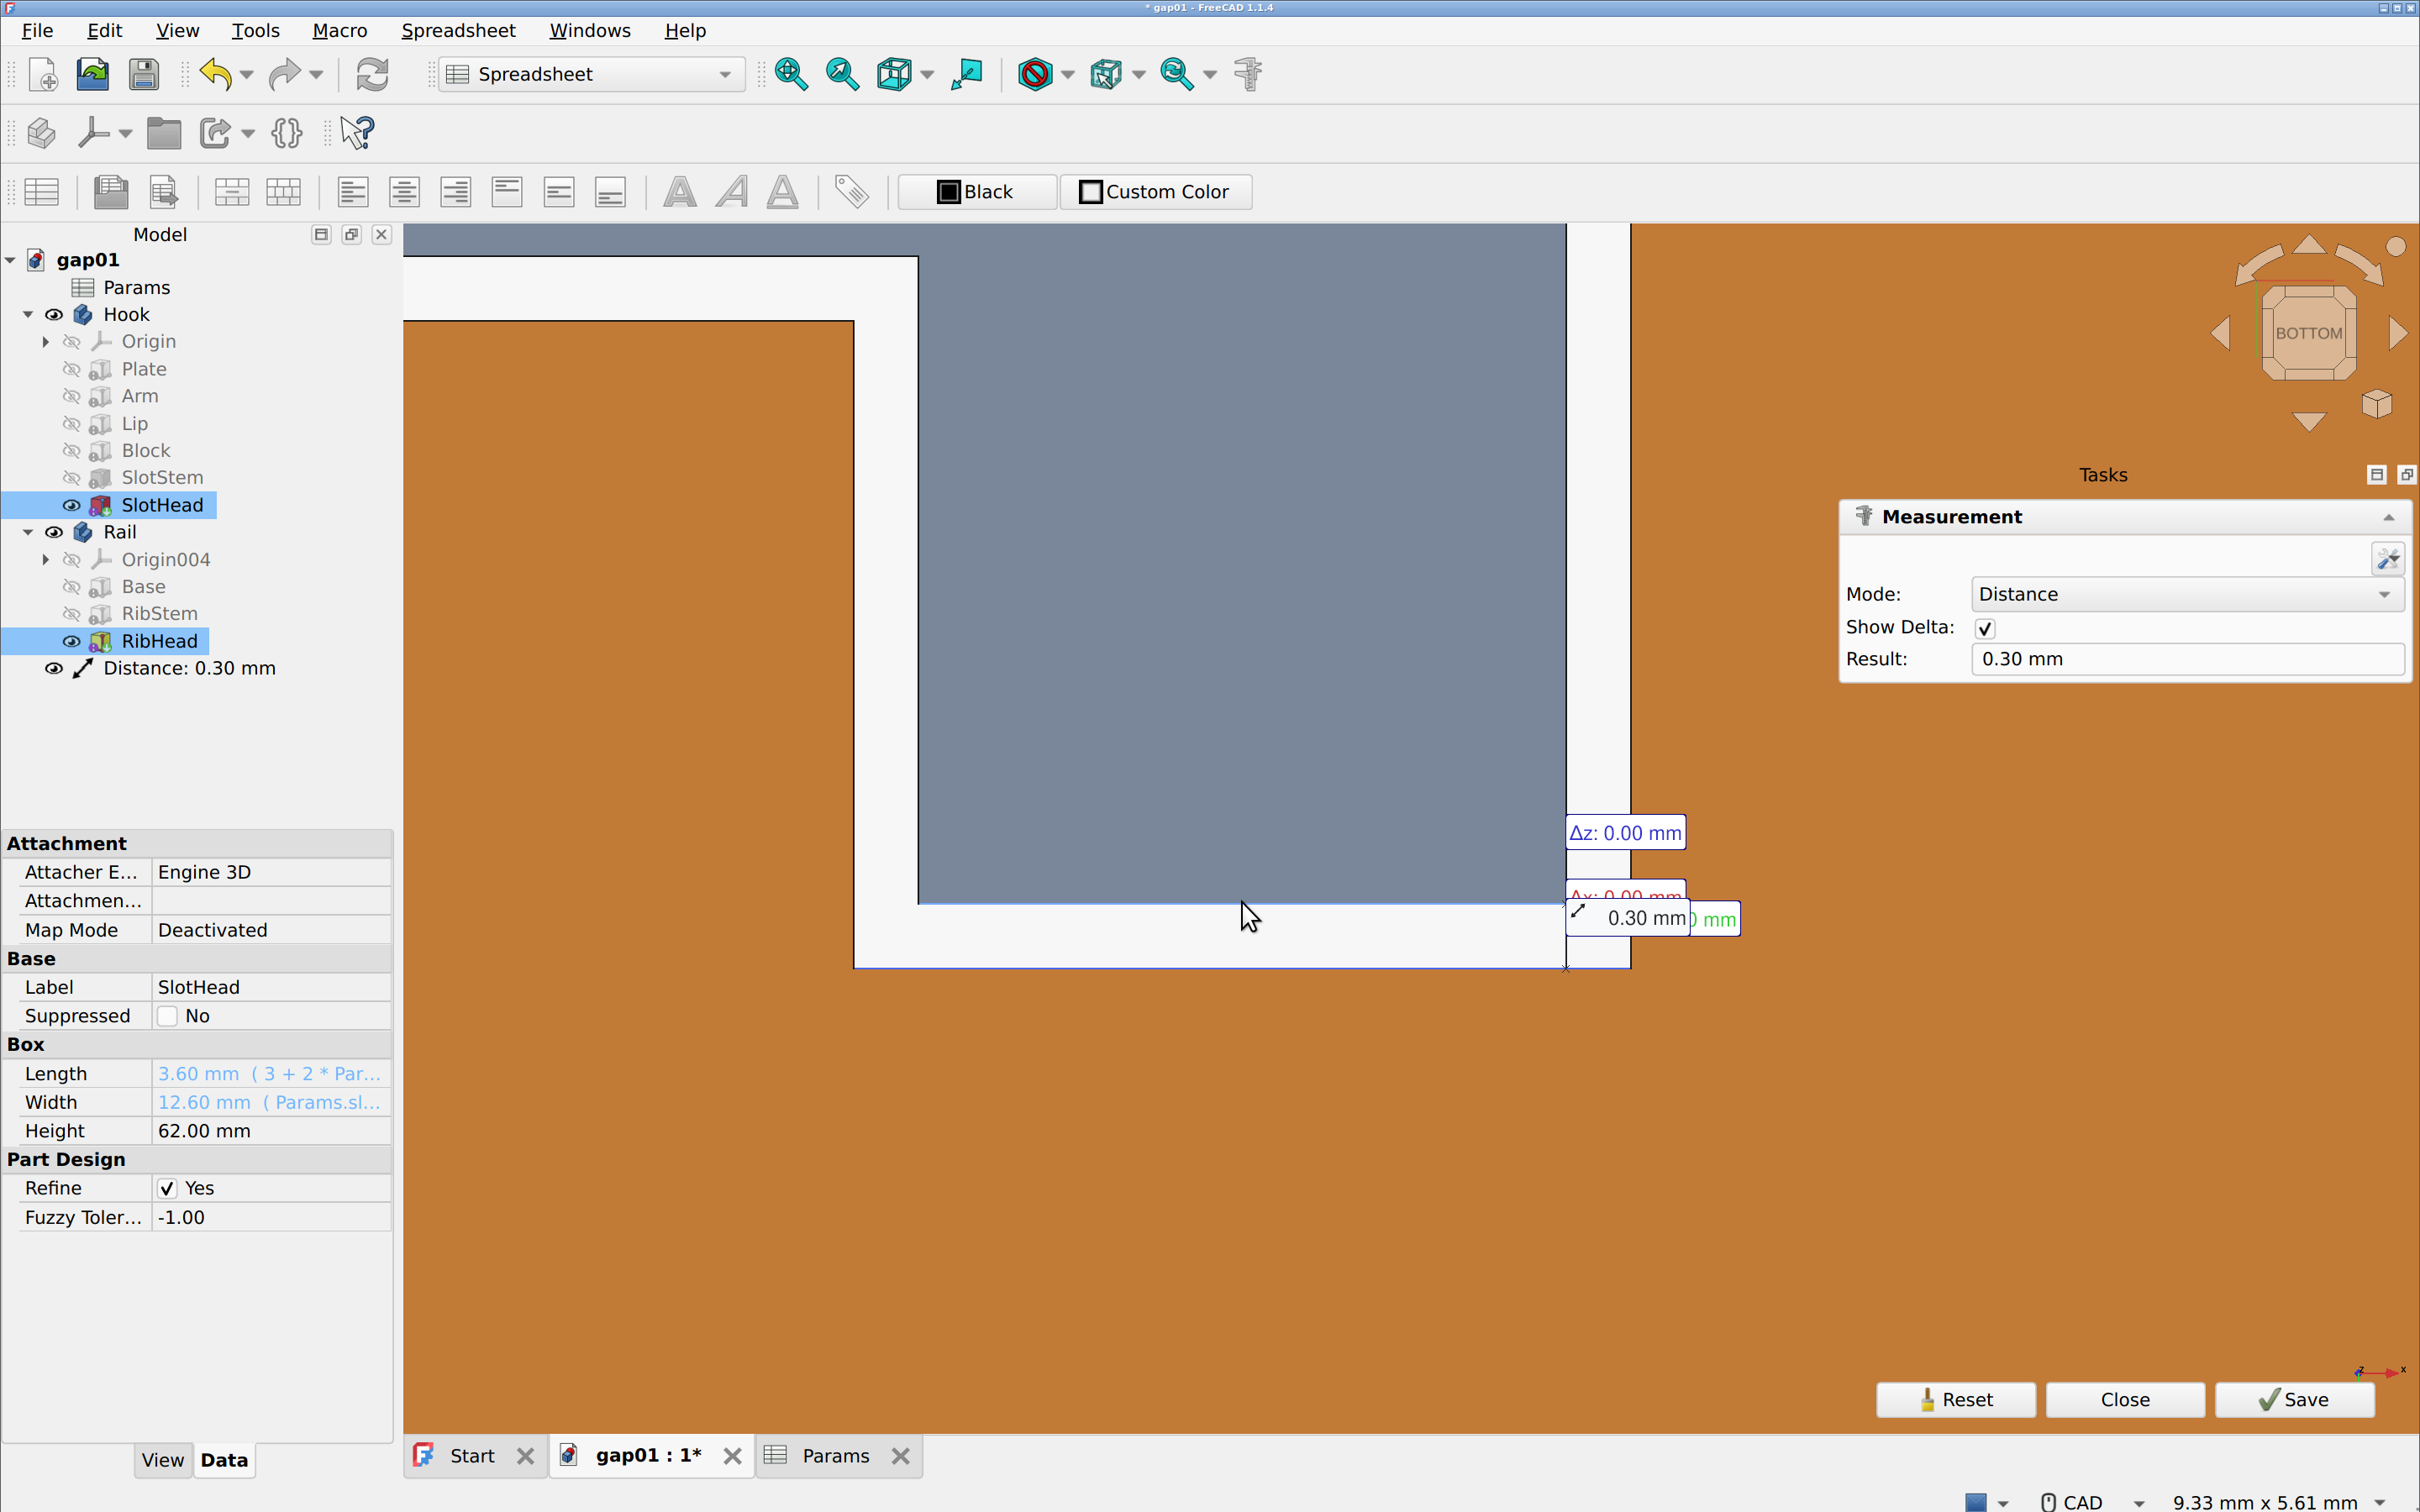 * gap01 - FreeCAD 1.1.4
File Edit View Tools Macro Spreadsheet Windows Help
Spreadsheet
Black Custom Color
Model
gap01
Params
Hook
Origin
Plate
Arm
Lip
Block
SlotStem
SlotHead
Rail
Origin004
Base
RibStem
RibHead
Distance: 0.30 mm
Attachment
Attacher E... Engine 3D
Attachmen...
Map Mode Deactivated
Base
Label SlotHead
Suppressed No
Box
Length 3.60 mm ( 3 + 2 * Par...
Width 12.60 mm ( Params.sl...
Height 62.00 mm
Part Design
Refine Yes
Fuzzy Toler... -1.00
View Data
BOTTOM
Δz: 0.00 mm
Δx: 0.00 mm
0.30 mm 0 mm
Tasks
Measurement
Mode: Distance
Show Delta:
Result: 0.30 mm
z x
Reset Close Save
Start gap01 : 1* Params
CAD 9.33 mm x 5.61 mm